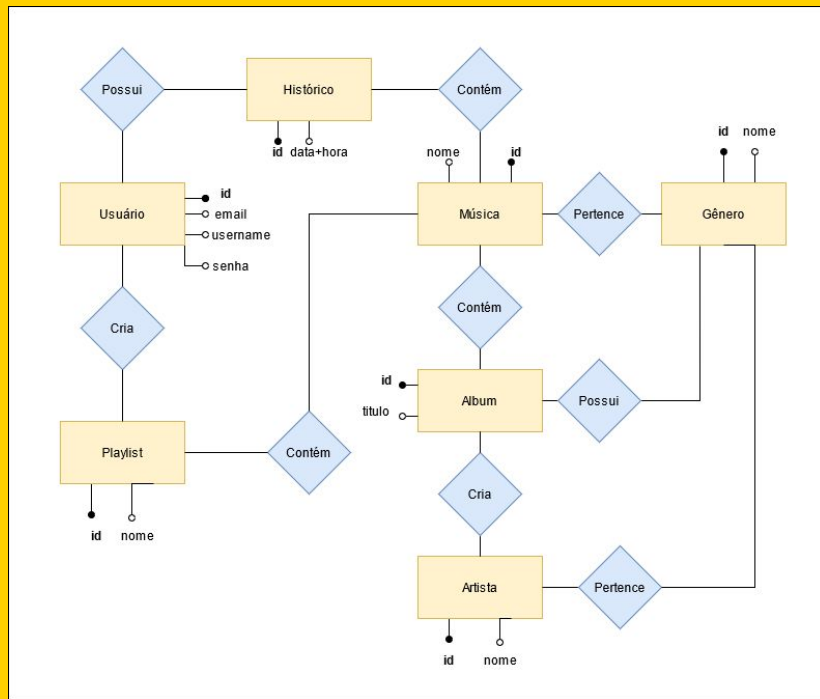 Possui
Histórico
Contém
id
data+hora
nome
id
id
nome
Usuário
id
email
username
senha
Música
Pertence
Gênero
Cria
Contém
id
titulo
Album
Possui
Playlist
Contém
id
nome
Cria
Artista
Pertence
id
nome